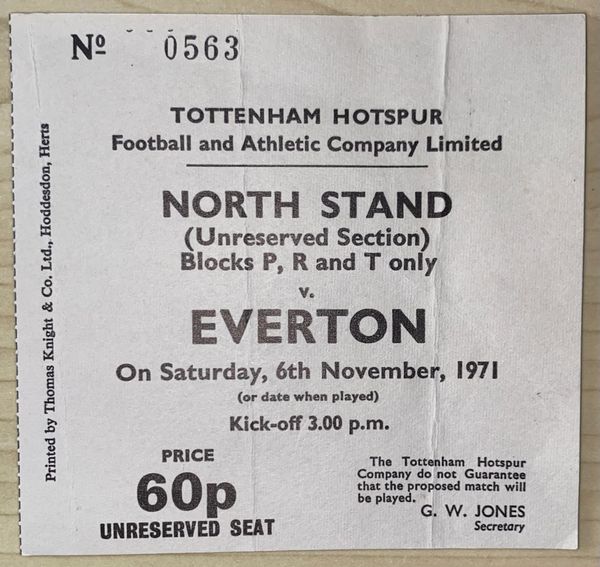 Nº 0563
TOTTENHAM HOTSPUR
Football and Athletic Company Limited
NORTH STAND
(Unreserved Section)
Blocks P, R and T only
v.
EVERTON
On Saturday, 6th November, 1971
(or date when played)
Kick-off 3.00 p.m.
PRICE
60p
UNRESERVED SEAT
The Tottenham Hotspur
Company do not Guarantee
that the proposed match will
be played.
G. W. JONES
Secretary
Printed by Thomas Knight & Co. Ltd., Hoddesdon, Herts